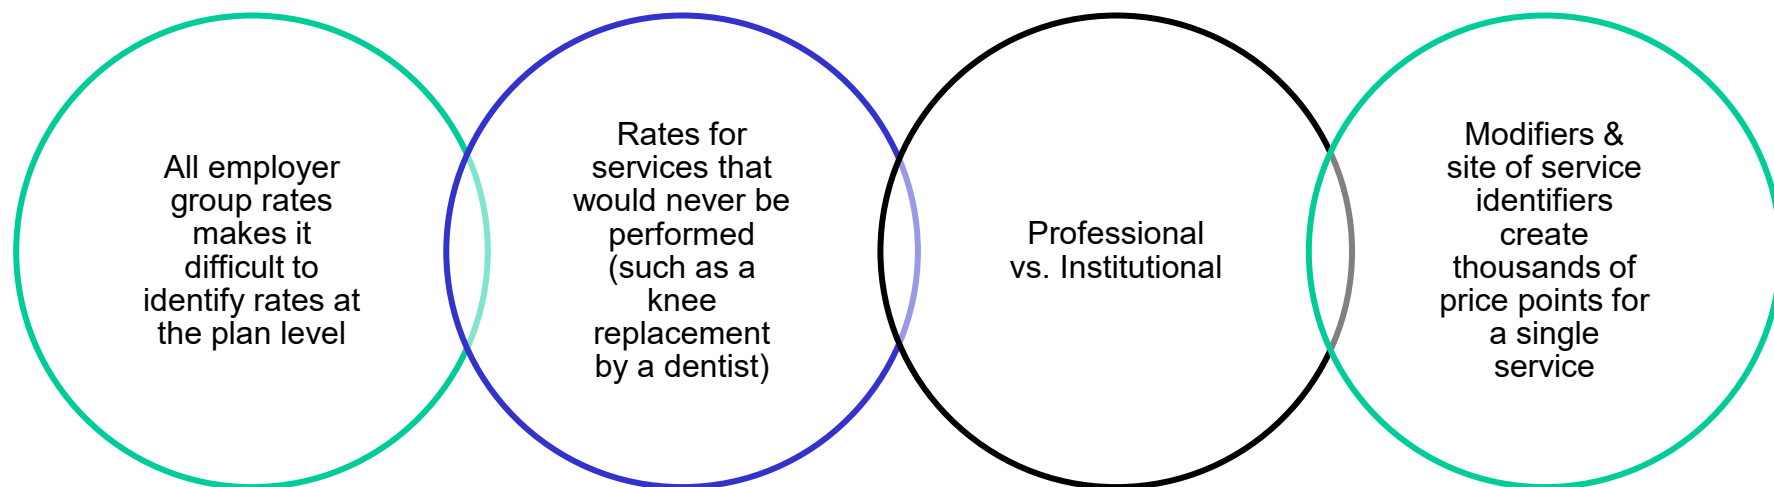 All employer
group rates
makes it
difficult to
identify rates at
the plan level
Rates for
services that
would never be
performed
(such as a
knee
replacement
by a dentist)
Professional
vs. Institutional
Modifiers &
site of service
identifiers
create
thousands of
price points for
a single
service